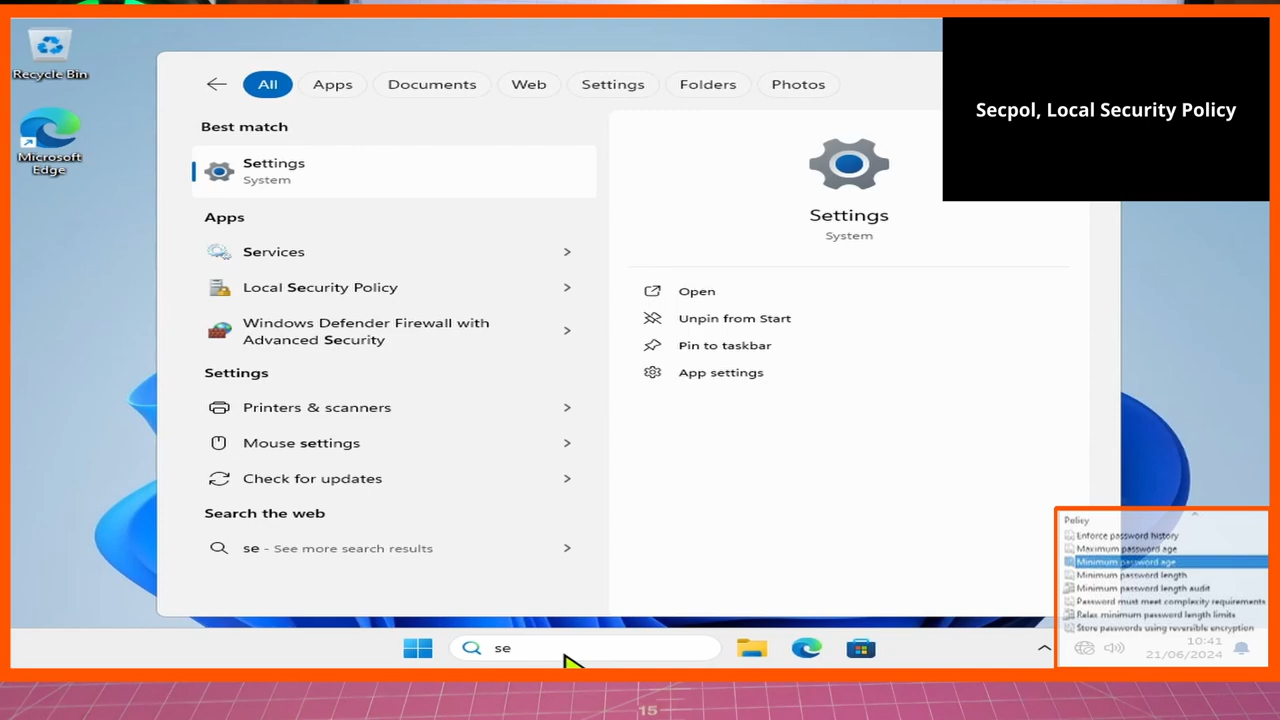 Recycle Bin
Microsoft
Edge
All
Apps
Documents
Web
Settings
Folders
Photos
Best match
Settings
System
Apps
Services
Local Security Policy
Windows Defender Firewall with
Advanced Security
Settings
Printers & scanners
Mouse settings
Check for updates
Search the web
se - See more search results
Settings
System
Open
Unpin from Start
Pin to taskbar
App settings
Secpol, Local Security Policy
Policy
Enforce password history
Maximum password age
Minimum password age
Minimum password length
Minimum password length audit
Password must meet complexity requirements
Relax minimum password length limits
Store passwords using reversible encryption
se
10:41
21/06/2024
15